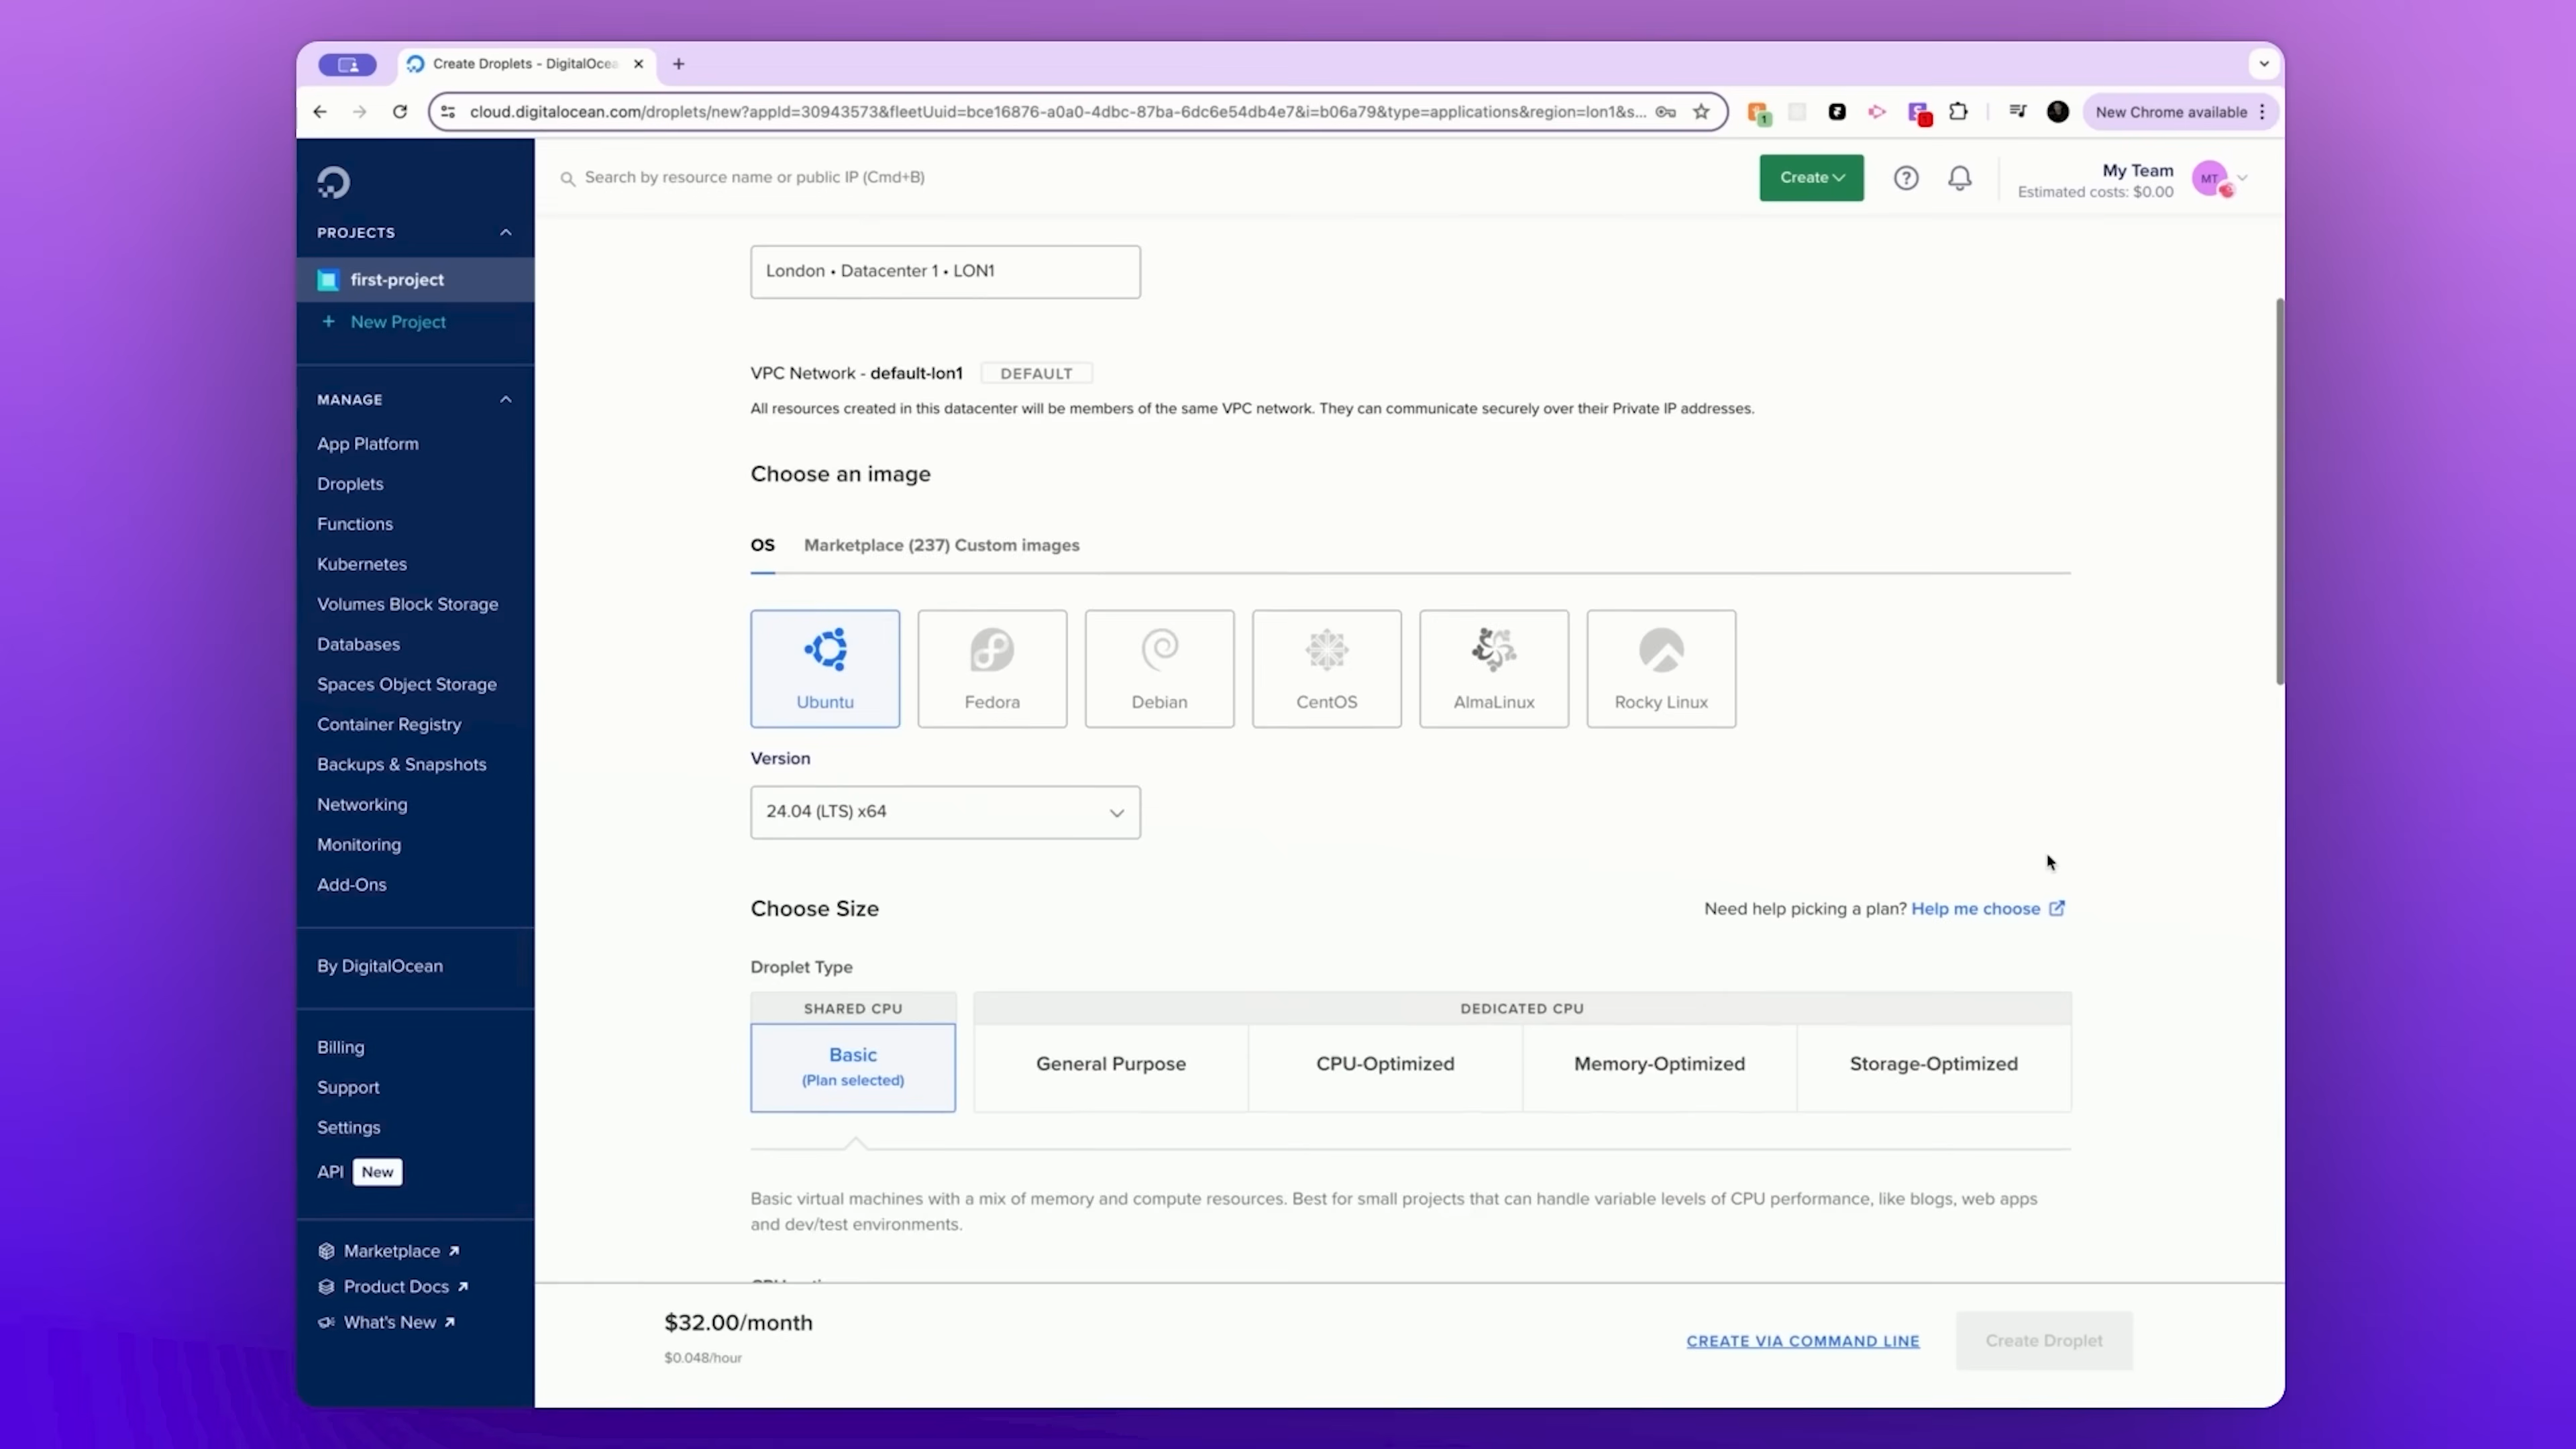 Create Droplets - DigitalOcea
cloud.digitalocean.com/droplets/new?appId=30943573&fleetUuid=bce16876-a0a0-4dbc-87ba-6dc6e54db4e7&i=b06a79&type=applications&region=lon1&s...
1
New Chrome available
Search by resource name or public IP (Cmd+B)
Create
My Team
Estimated costs: $0.00
MT
PROJECTS
first-project
+ New Project
MANAGE
App Platform
Droplets
Functions
Kubernetes
Volumes Block Storage
Databases
Spaces Object Storage
Container Registry
Backups & Snapshots
Networking
Monitoring
Add-Ons
By DigitalOcean
Billing
Support
Settings
API New
Marketplace
Product Docs
What's New
London • Datacenter 1 • LON1
VPC Network - default-lon1 DEFAULT
All resources created in this datacenter will be members of the same VPC network. They can communicate securely over their Private IP addresses.
Choose an image
OS Marketplace (237) Custom images
Ubuntu Fedora Debian CentOS AlmaLinux Rocky Linux
Version
24.04 (LTS) x64
Choose Size
Need help picking a plan? Help me choose
Droplet Type
SHARED CPU DEDICATED CPU
Basic
(Plan selected)
General Purpose CPU-Optimized Memory-Optimized Storage-Optimized
Basic virtual machines with a mix of memory and compute resources. Best for small projects that can handle variable levels of CPU performance, like blogs, web apps
and dev/test environments.
$32.00/month
$0.048/hour
CREATE VIA COMMAND LINE
Create Droplet